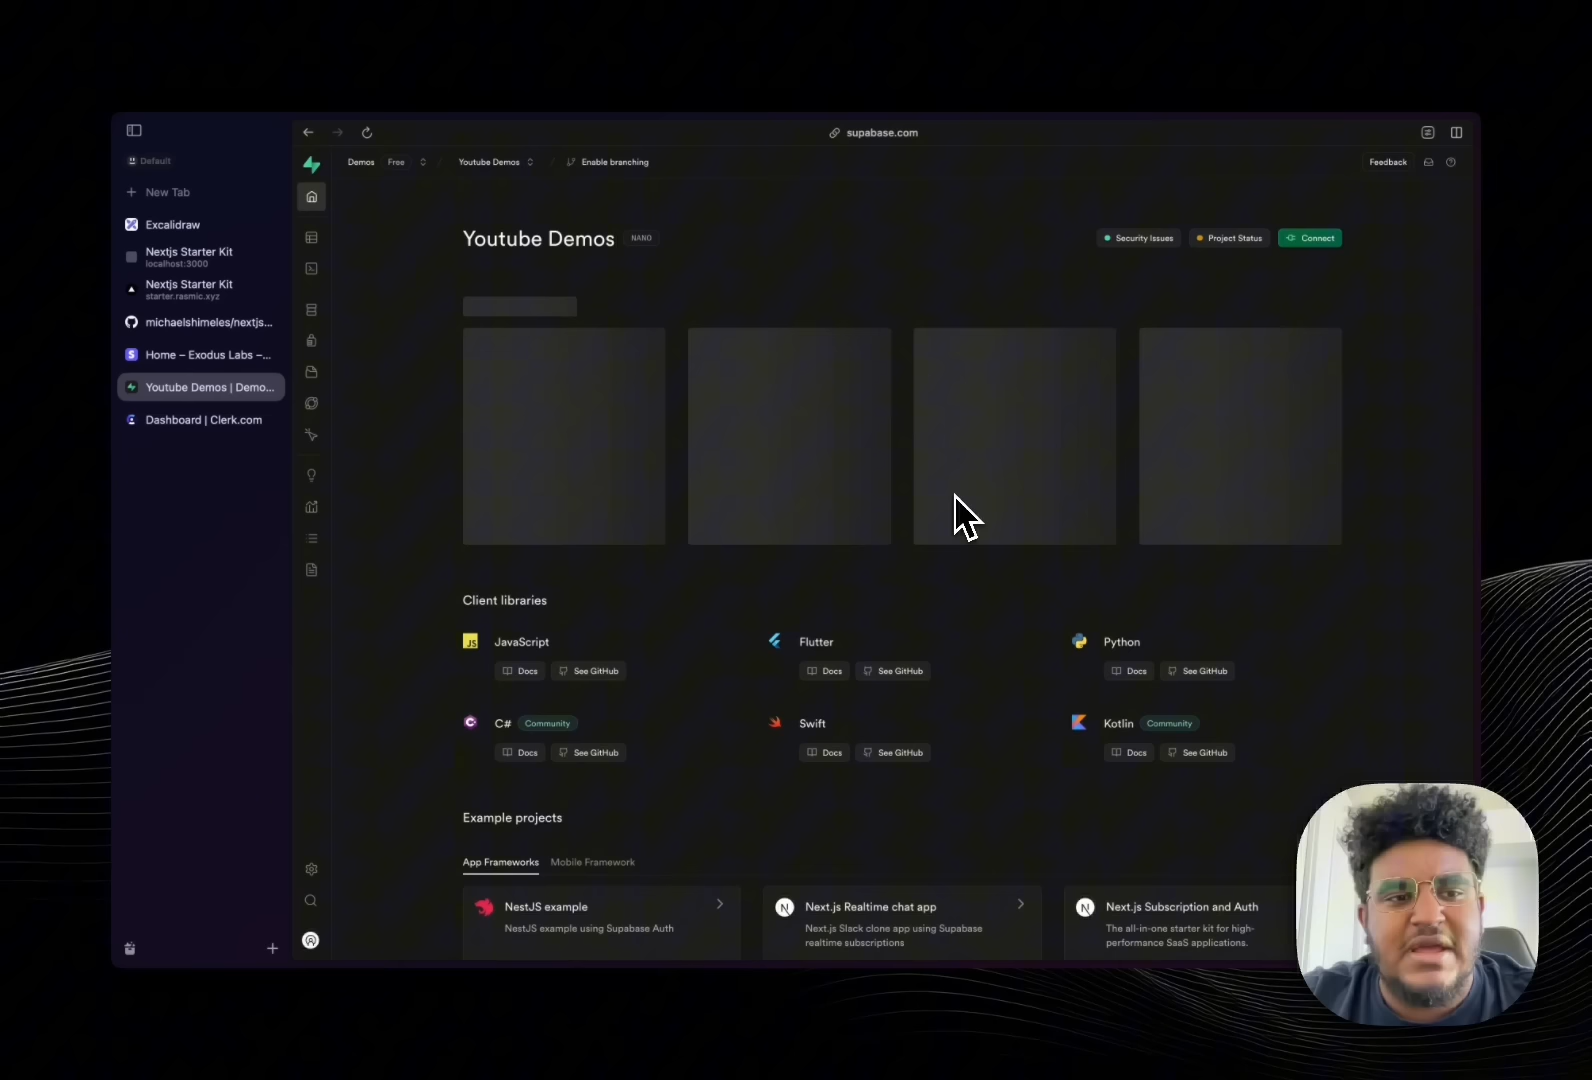 supabase.com
Default
New Tab
Excalidraw
Nextjs Starter Kit
localhost:3000
Nextjs Starter Kit
starter.rasmic.xyz
michaelshimeles/nextjs...
Home – Exodus Labs –...
Youtube Demos | Demo...
Dashboard | Clerk.com
Demos Free / Youtube Demos / Enable branching
Feedback
Youtube Demos NANO
Security Issues
Project Status
Connect
Client libraries
JavaScript
Docs See GitHub
Flutter
Docs See GitHub
Python
Docs See GitHub
C# Community
Docs See GitHub
Swift
Docs See GitHub
Kotlin Community
Docs See GitHub
Example projects
App Frameworks Mobile Framework
NestJS example
NestJS example using Supabase Auth
Next.js Realtime chat app
Next.js Slack clone app using Supabase
realtime subscriptions
Next.js Subscription and Auth
The all-in-one starter kit for high-
performance SaaS applications.